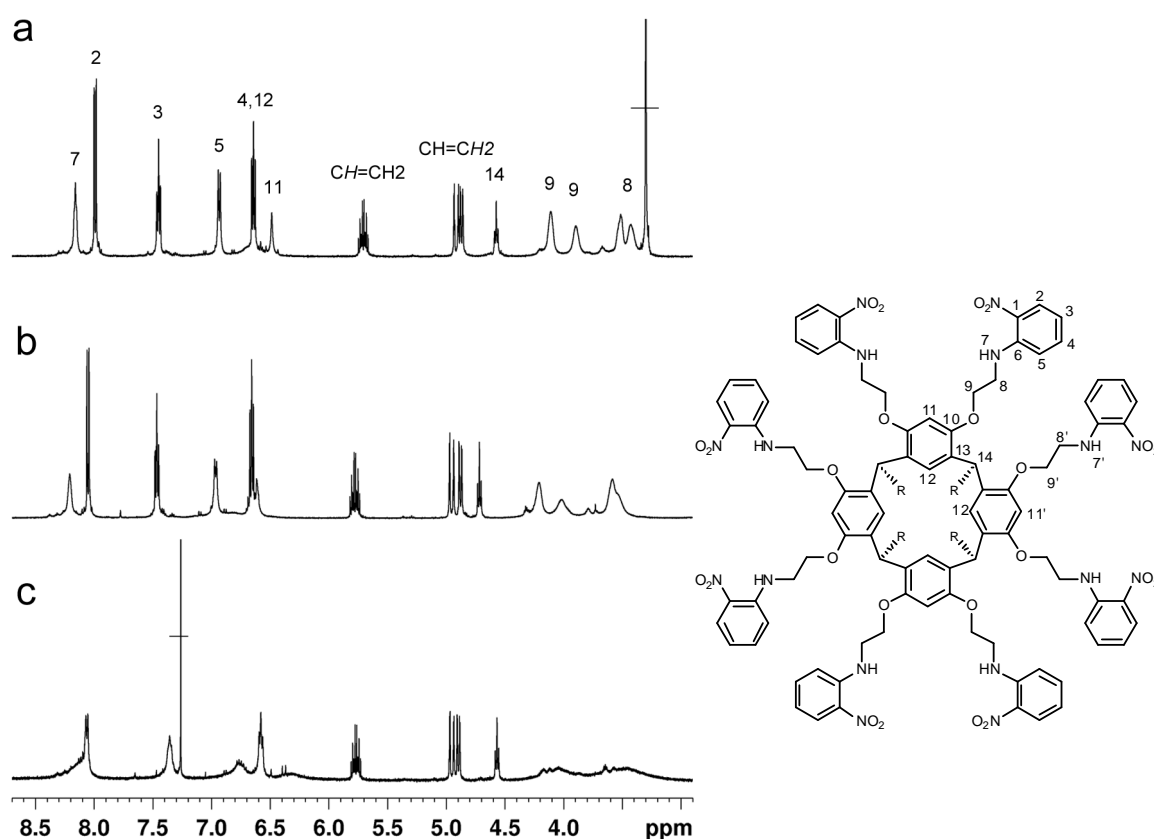 a
2
3
7
4,12
5
11
CH=CH2
CH=CH2
14
9
9
8
b
c
8.5 8.0 7.5 7.0 6.5 6.0 5.5 5.0 4.5 4.0 ppm
NO2
O2N
1
2
3
4
5
6
7
NH
HN
8
9
O
O
11
10
13
14
12
R
R
NO2
HN
O
8'
NH
7'
O2N
O
9'
12
11'
R
R
NO2
HN
O
O
NH
O2N
O
O
NH
NO2
HN
O2N